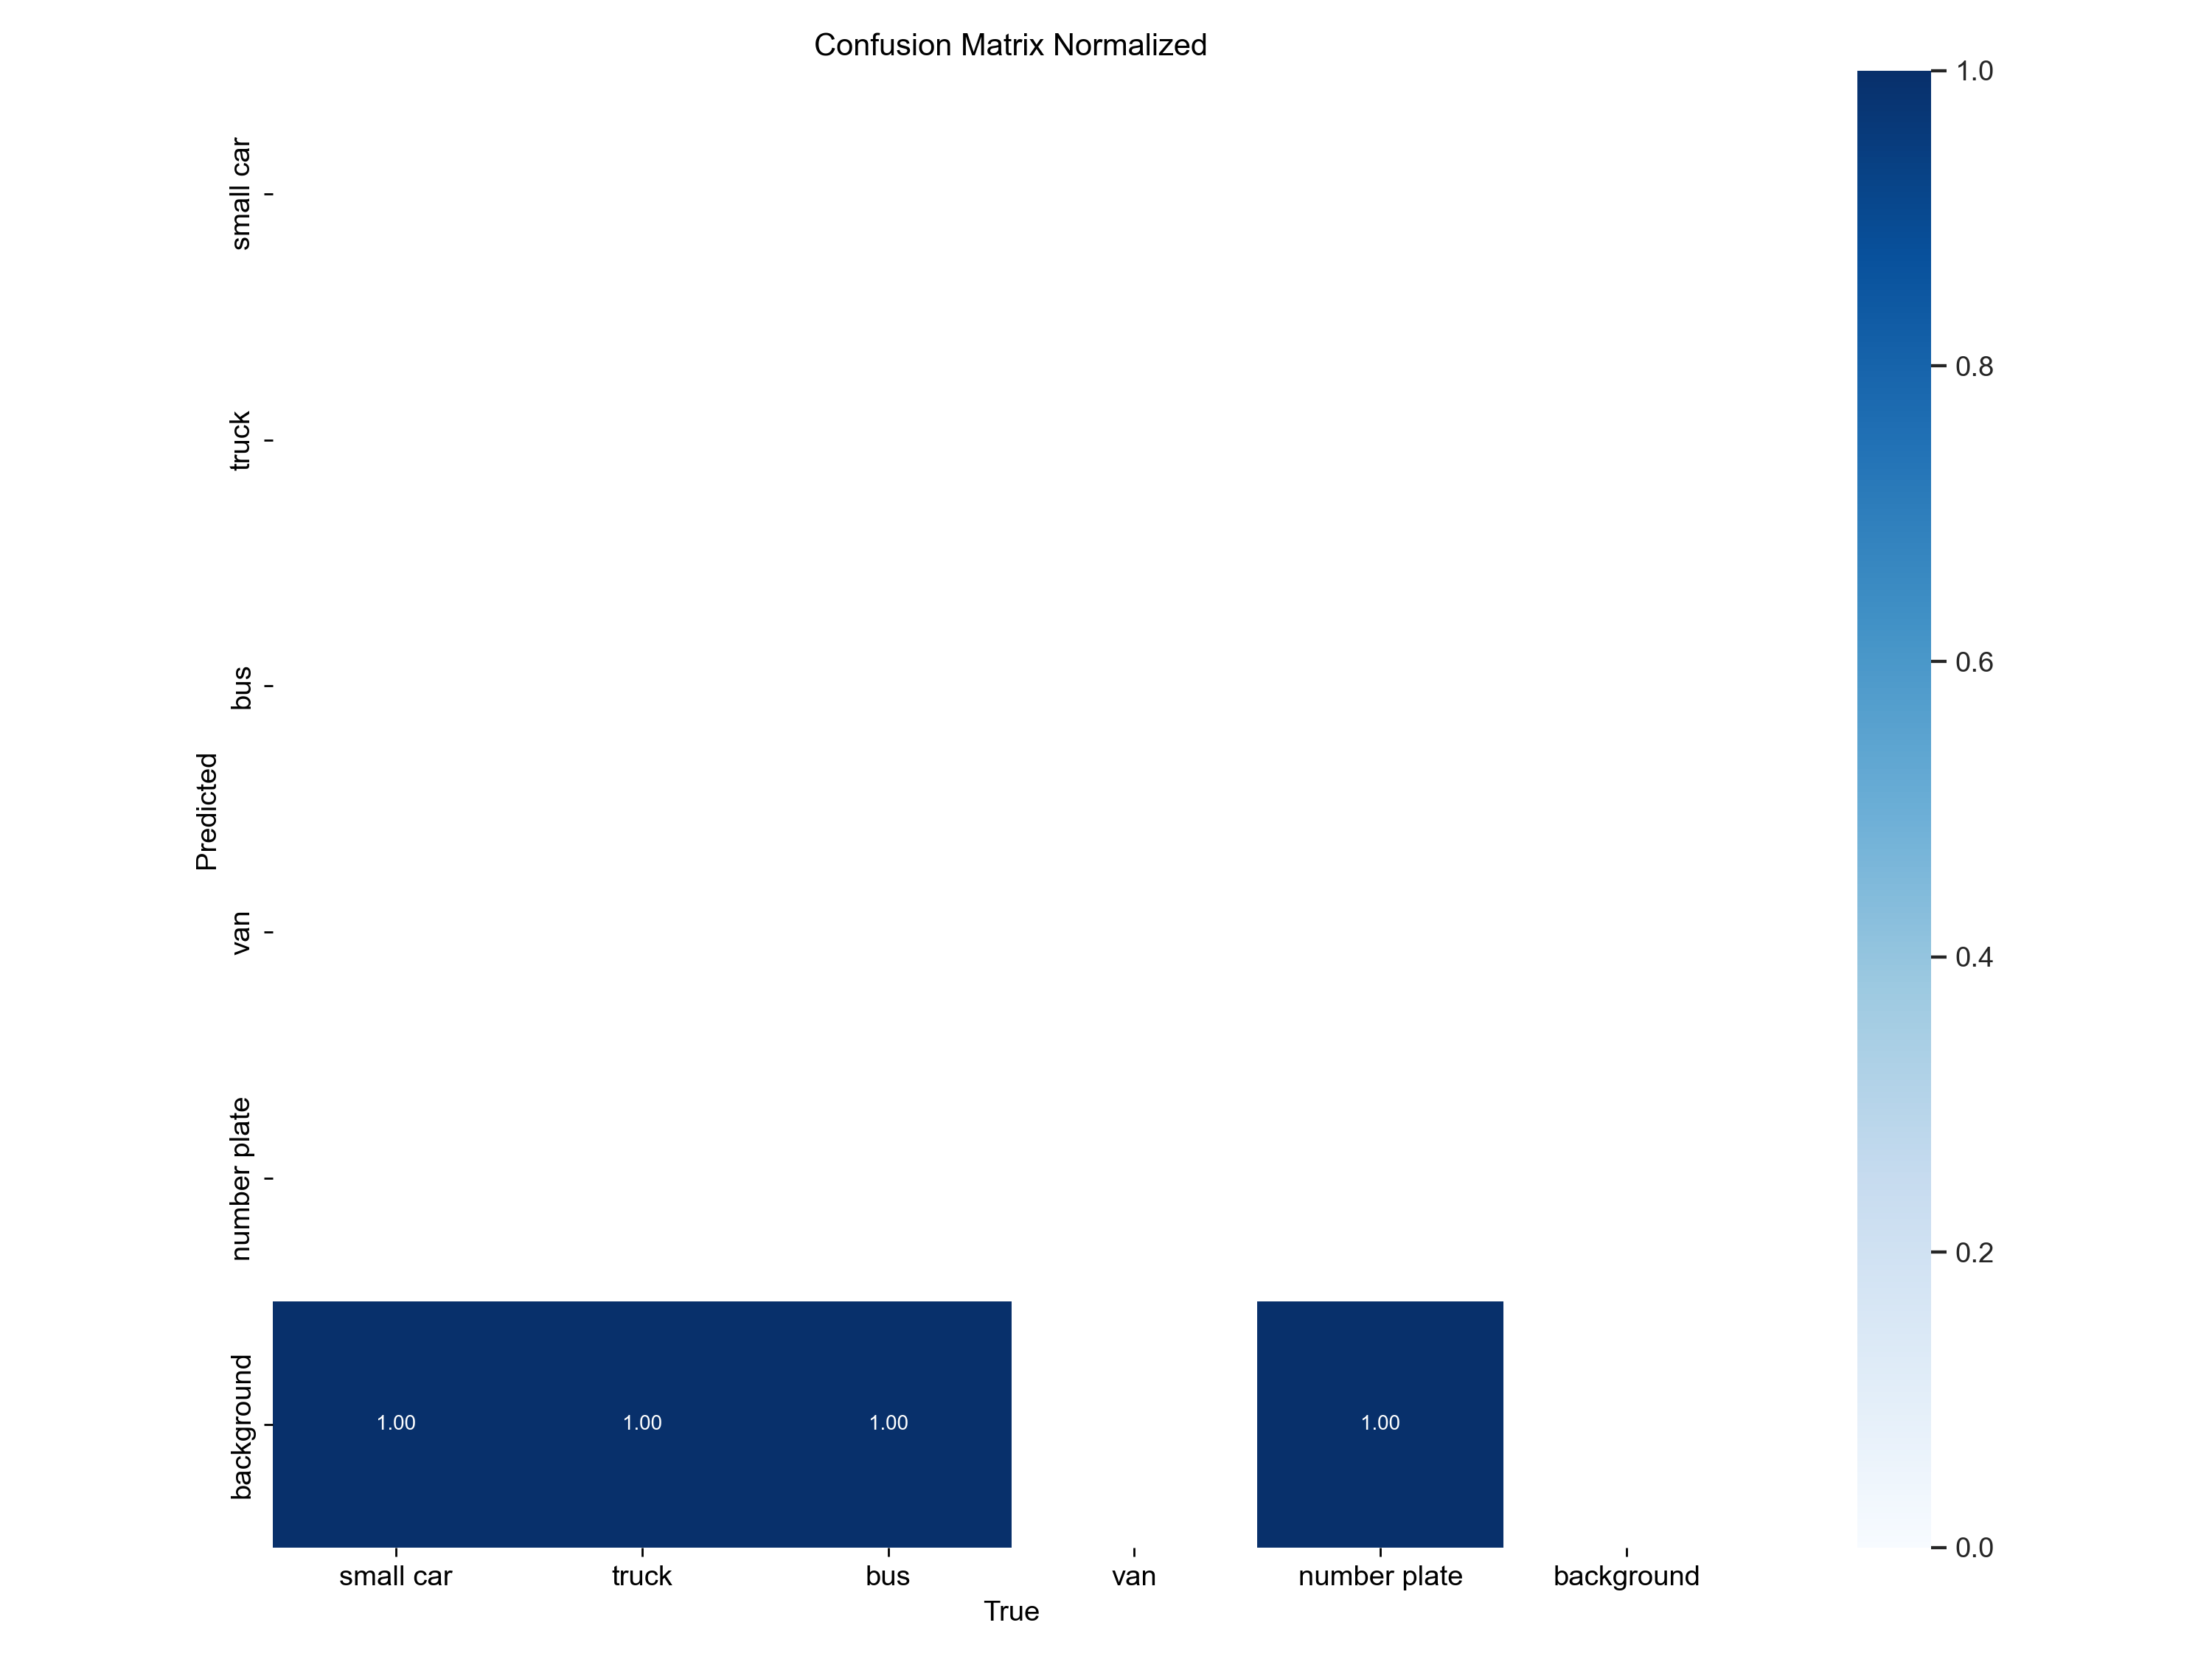 Confusion Matrix Normalized
Predicted
small car
truck
bus
van
number plate
background
1.00 1.00 1.00 1.00
small car truck bus van number plate background
True
1.0
0.8
0.6
0.4
0.2
0.0